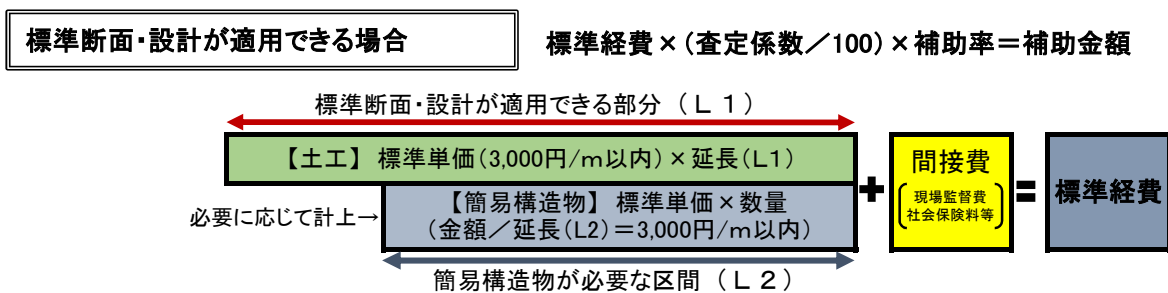 標準断面・設計が適用できる場合
標準経費×(査定係数/100)×補助率=補助金額
標準断面・設計が適用できる部分(L1)
【土工】標準単価(3,000円/m以内)×延長(L1)
必要に応じて計上→
【簡易構造物】標準単価×数量
(金額/延長(L2)=3,000円/m以内)
+
間接費
現場監督費
社会保険料等
=
標準経費
簡易構造物が必要な区間(L2)